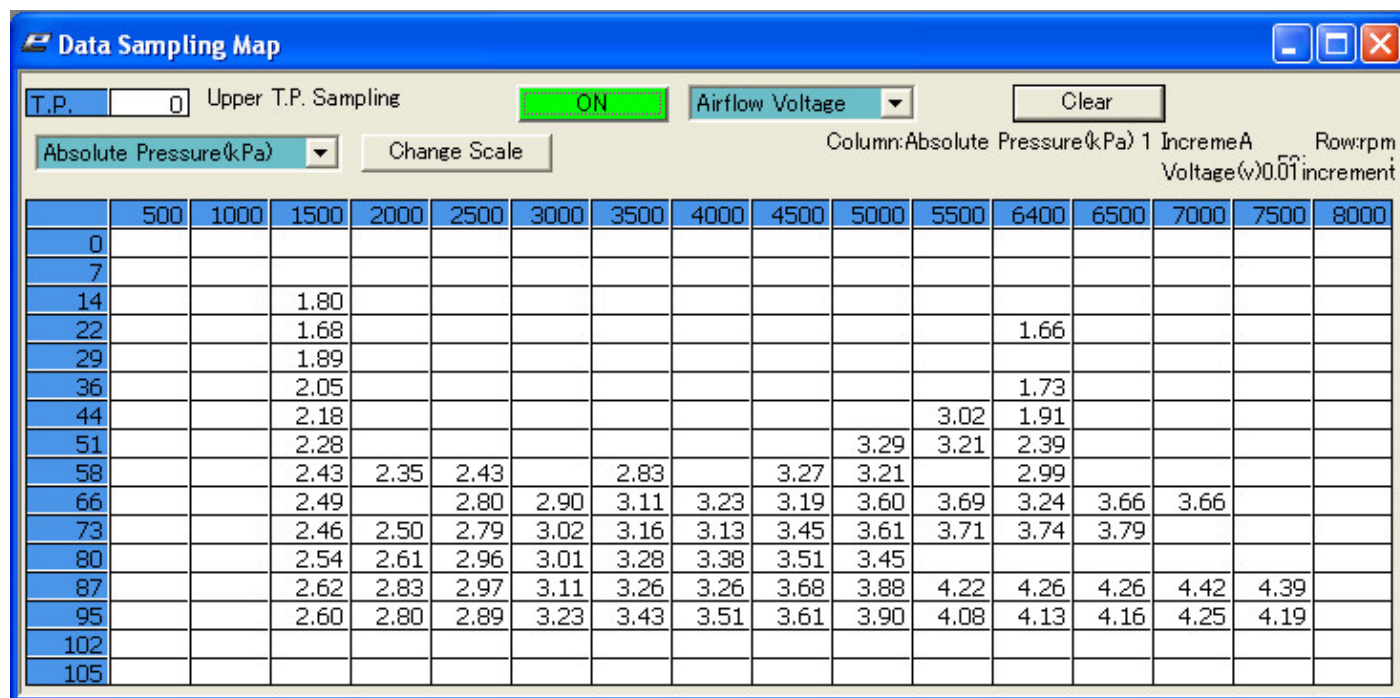 Data Sampling Map
T.P. 0 Upper T.P. Sampling ON Airflow Voltage Clear
Absolute Pressure(kPa) Change Scale Column:Absolute Pressure(kPa) 1 IncremeA Row:rpm
Voltage(v)0.01 increment
500 1000 1500 2000 2500 3000 3500 4000 4500 5000 5500 6400 6500 7000 7500 8000
0
7
14 1.80
22 1.68 1.66
29 1.89
36 2.05 1.73
44 2.18 3.02 1.91
51 2.28 3.29 3.21 2.39
58 2.43 2.35 2.43 2.83 3.27 3.21 2.99
66 2.49 2.80 2.90 3.11 3.23 3.19 3.60 3.69 3.24 3.66 3.66
73 2.46 2.50 2.79 3.02 3.16 3.13 3.45 3.61 3.71 3.74 3.79
80 2.54 2.61 2.96 3.01 3.28 3.38 3.51 3.45
87 2.62 2.83 2.97 3.11 3.26 3.26 3.68 3.88 4.22 4.26 4.26 4.42 4.39
95 2.60 2.80 2.89 3.23 3.43 3.51 3.61 3.90 4.08 4.13 4.16 4.25 4.19
102
105